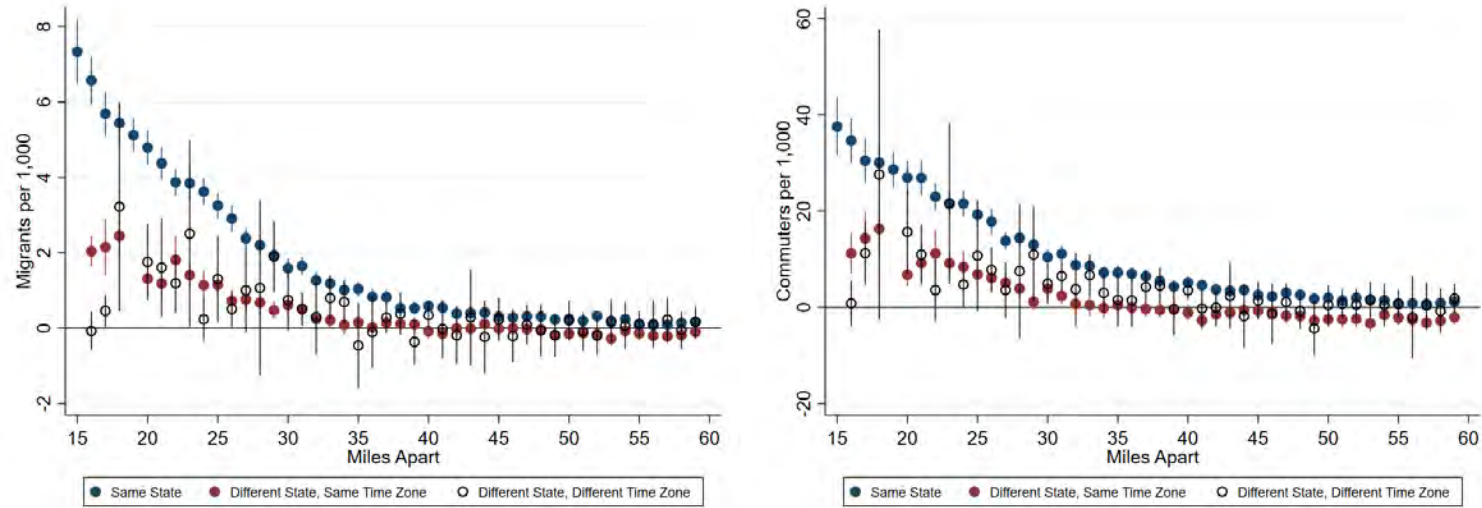 Migrants per 1,000
8
6
4
2
0
-2
15 20 25 30 35 40 45 50 55 60
Miles Apart
Same State Different State, Same Time Zone Different State, Different Time Zone
Commuters per 1,000
60
40
20
0
-20
15 20 25 30 35 40 45 50 55 60
Miles Apart
Same State Different State, Same Time Zone Different State, Different Time Zone